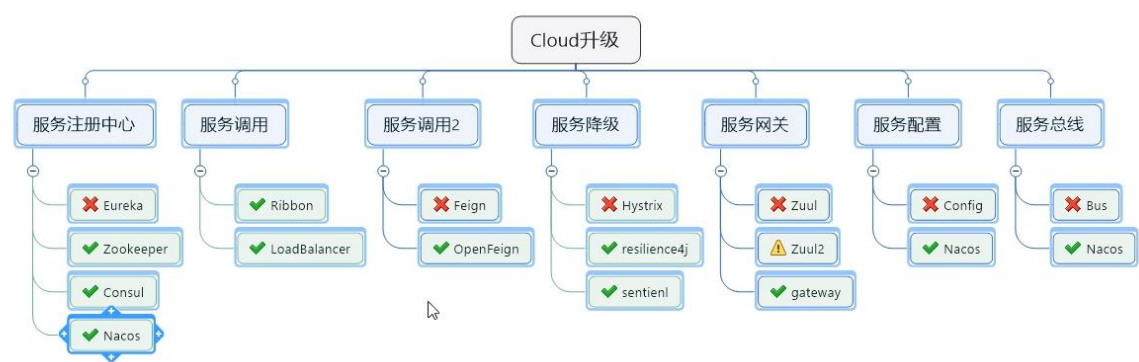 Cloud升级
服务注册中心
Eureka
Zookeeper
Consul
Nacos
服务调用
Ribbon
LoadBalancer
服务调用2
Feign
OpenFeign
服务降级
Hystrix
resilience4j
sentienl
服务网关
Zuul
Zuul2
gateway
服务配置
Config
Nacos
服务总线
Bus
Nacos